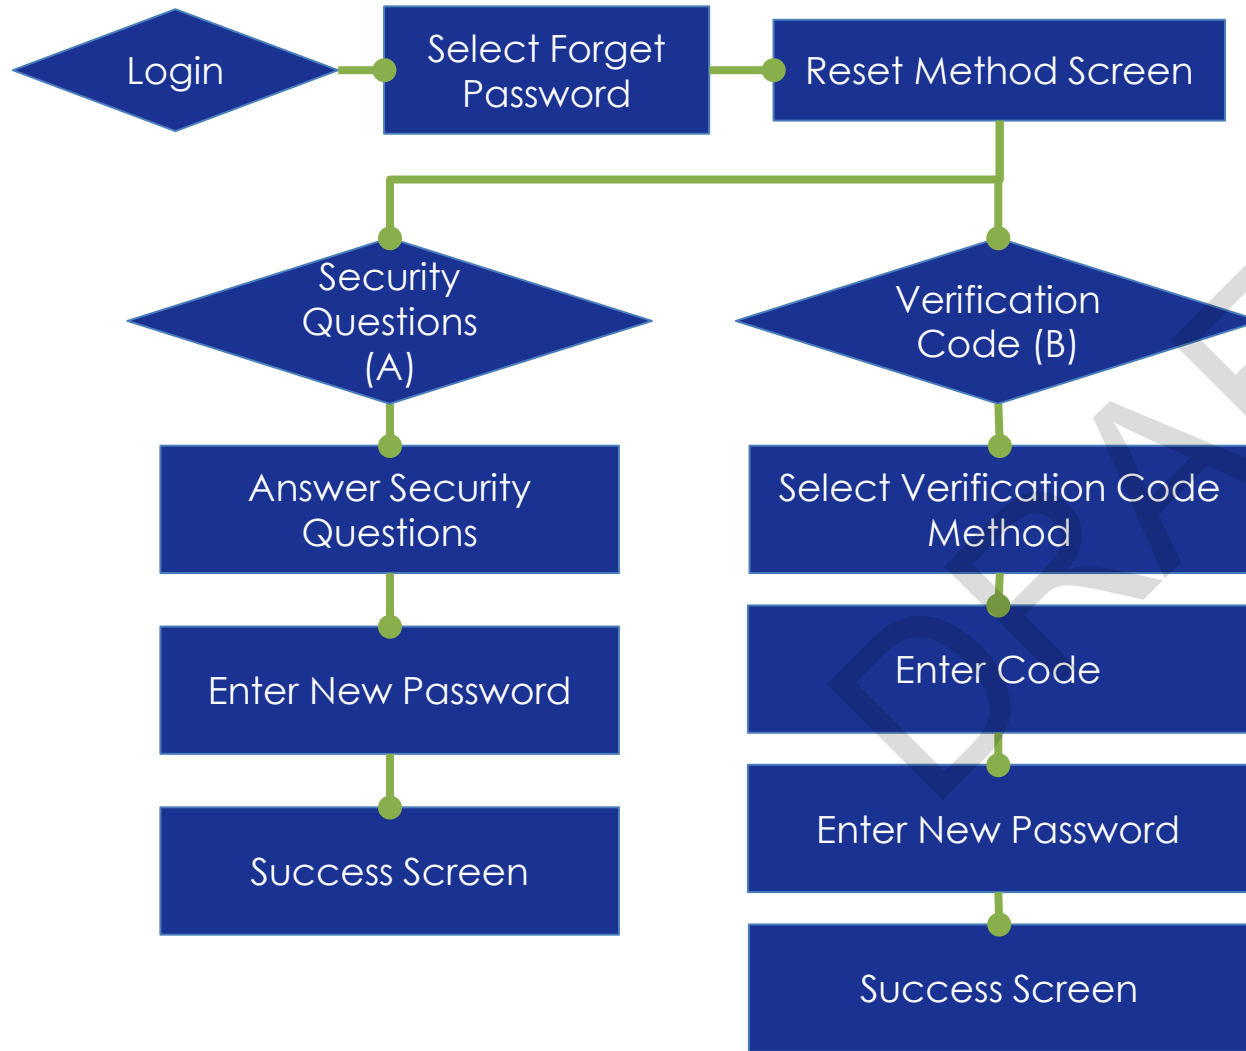 Login
Select Forget
Password
Reset Method Screen
Security
Questions
(A)
Verification
Code (B)
Answer Security
Questions
Select Verification Code
Method
Enter New Password
Enter Code
Success Screen
Enter New Password
Success Screen
DRAF